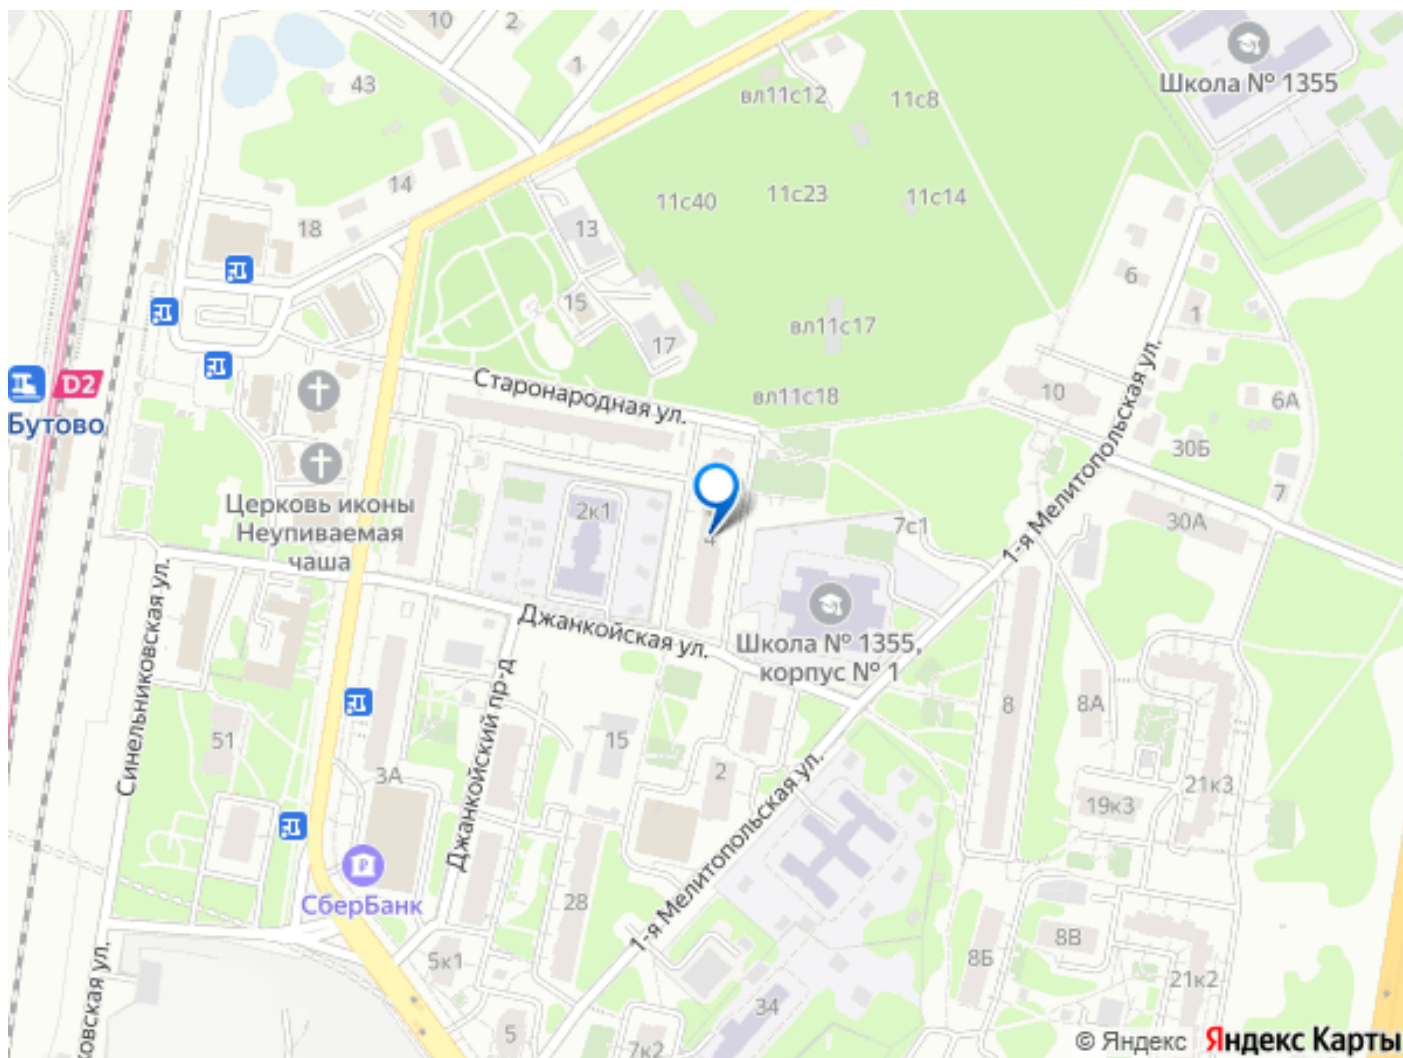 10
2
1
43
Школа № 1355
вл11с12
11с8
14
11с40
11с23
11с14
18
13
6
15
1
вл11с17
17
D2
Бутово
Старонародная ул.
вл11с18
10
6А
30Б
Церковь иконы
Неупиваемая
чаша
2к1
4
7с1
1-я Мелитопольская ул.
7
30А
Синельниковская ул.
Джанкойская ул.
Школа № 1355,
корпус № 1
Джанкойский пр-д
51
3А
15
2
8
8А
21к3
19к3
1-я Мелитопольская ул.
СберБанк
28
5к1
8Б
8В
21к2
34
5
7к2
ковская ул.
© Яндекс Яндекс Карты